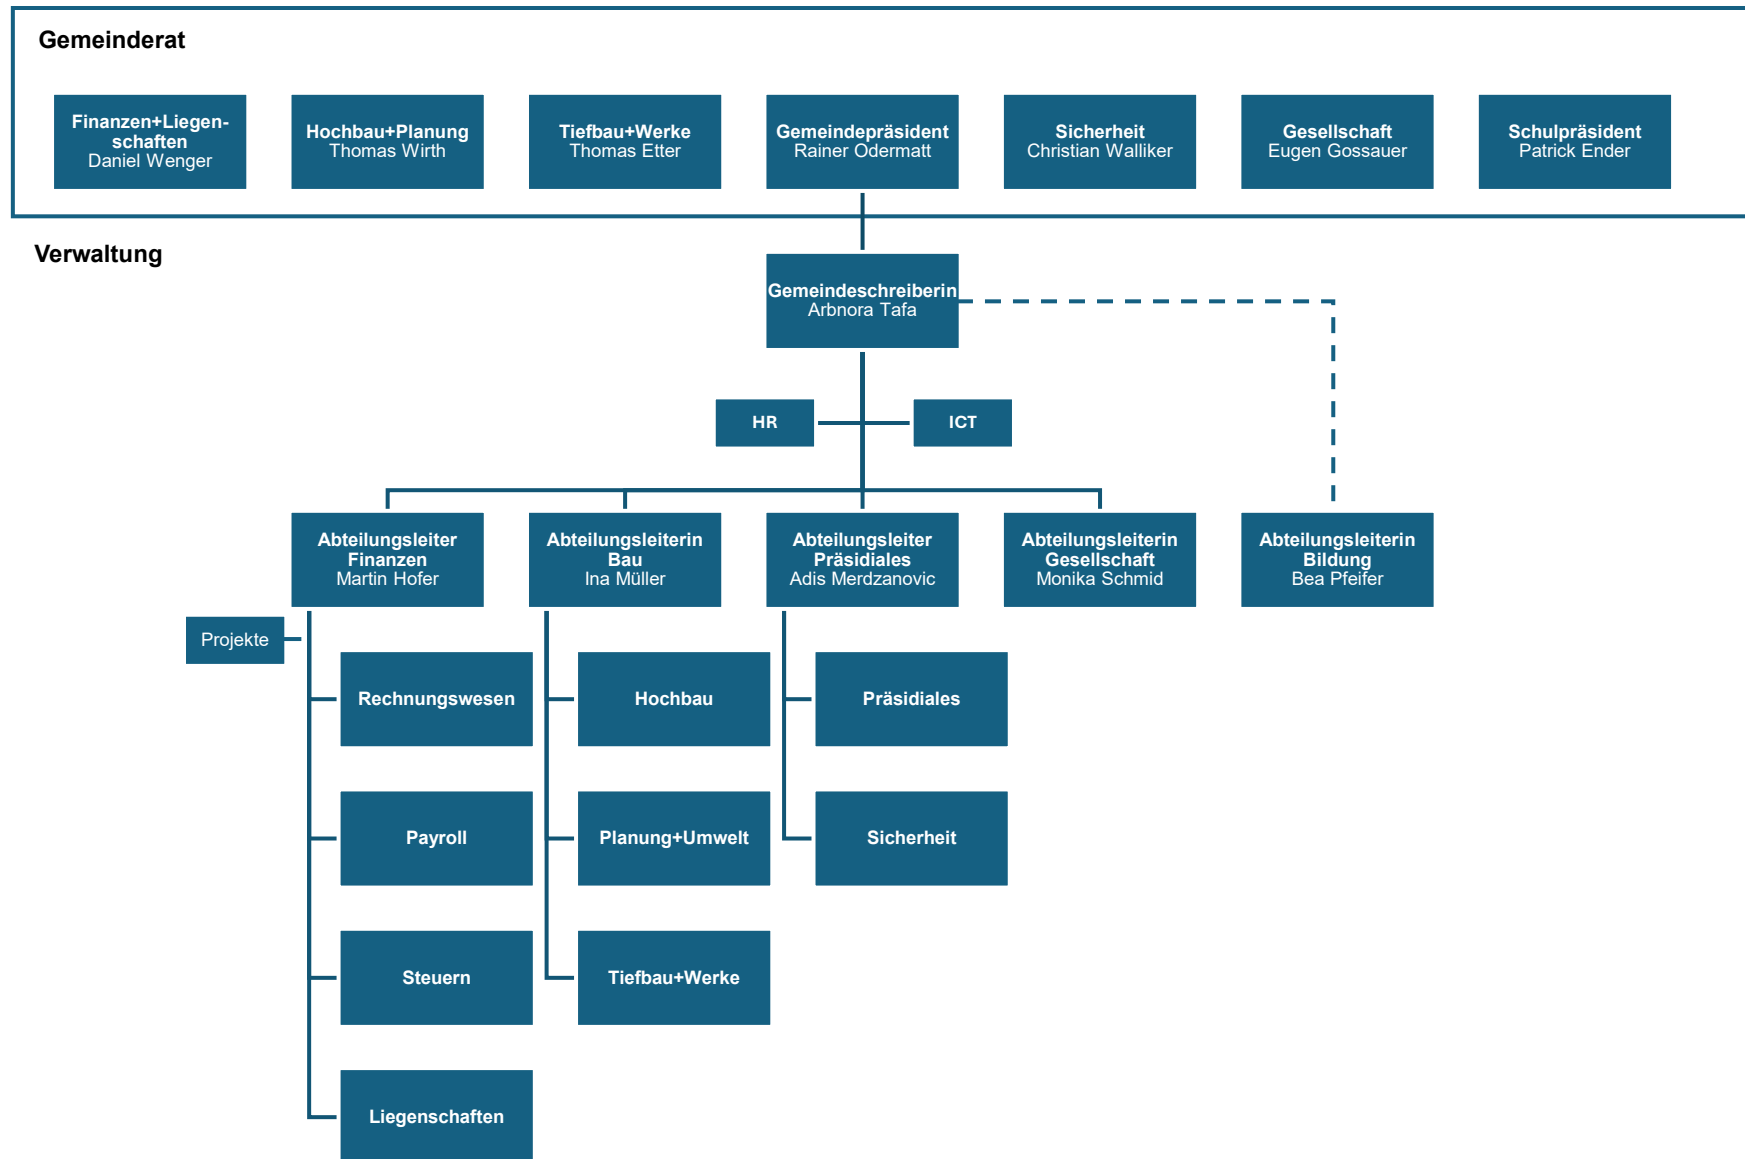 Gemeinderat
Finanzen+Liegen-
schaften
Daniel Wenger
Hochbau+Planung
Thomas Wirth
Tiefbau+Werke
Thomas Etter
Gemeindepräsident
Rainer Odermatt
Sicherheit
Christian Walliker
Gesellschaft
Eugen Gossauer
Schulpräsident
Patrick Ender
Verwaltung
Gemeindeschreiberin
Arbnora Tafa
HR
ICT
Abteilungsleiter
Finanzen
Martin Hofer
Abteilungsleiterin
Bau
Ina Müller
Abteilungsleiter
Präsidiales
Adis Merdzanovic
Abteilungsleiterin
Gesellschaft
Monika Schmid
Abteilungsleiterin
Bildung
Bea Pfeifer
Projekte
Rechnungswesen
Hochbau
Präsidiales
Payroll
Planung+Umwelt
Sicherheit
Steuern
Tiefbau+Werke
Liegenschaften